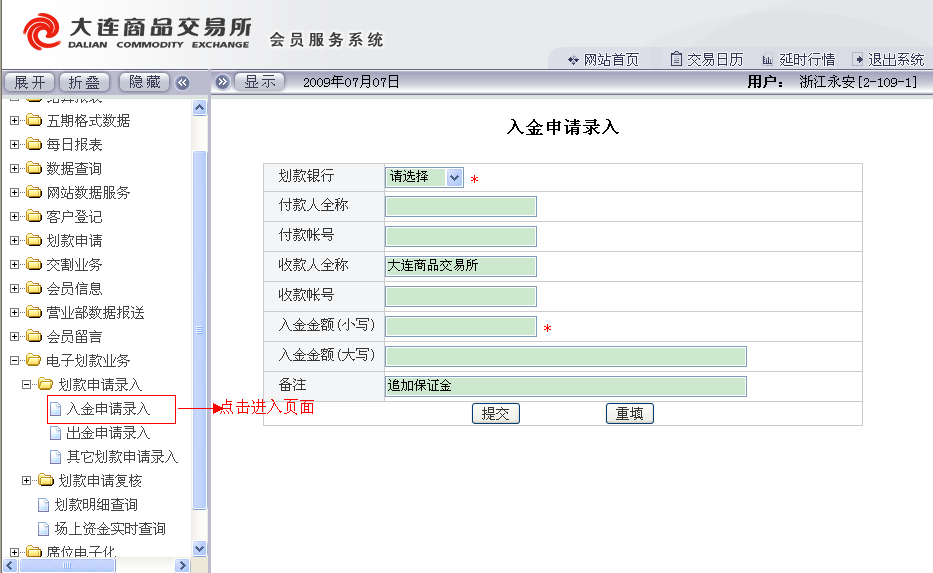 大连商品交易所
DALIAN COMMODITY EXCHANGE
会员服务系统
网站首页 交易日历 延时行情 退出系统
展开 折叠 隐藏 显示 2009年07月07日 用户： 浙江永安[2-109-1]
结算报表
五期格式数据
每日报表
数据查询
网站数据服务
客户登记
划款申请
交割业务
会员信息
营业部数据报送
会员留言
电子划款业务
划款申请录入
入金申请录入
出金申请录入
其它划款申请录入
划款申请复核
划款明细查询
场上资金实时查询
席位电子化
点击进入页面
入金申请录入
划款银行 请选择 *
付款人全称
付款帐号
收款人全称 大连商品交易所
收款帐号
入金金额(小写) *
入金金额(大写)
备注 追加保证金
提交 重填